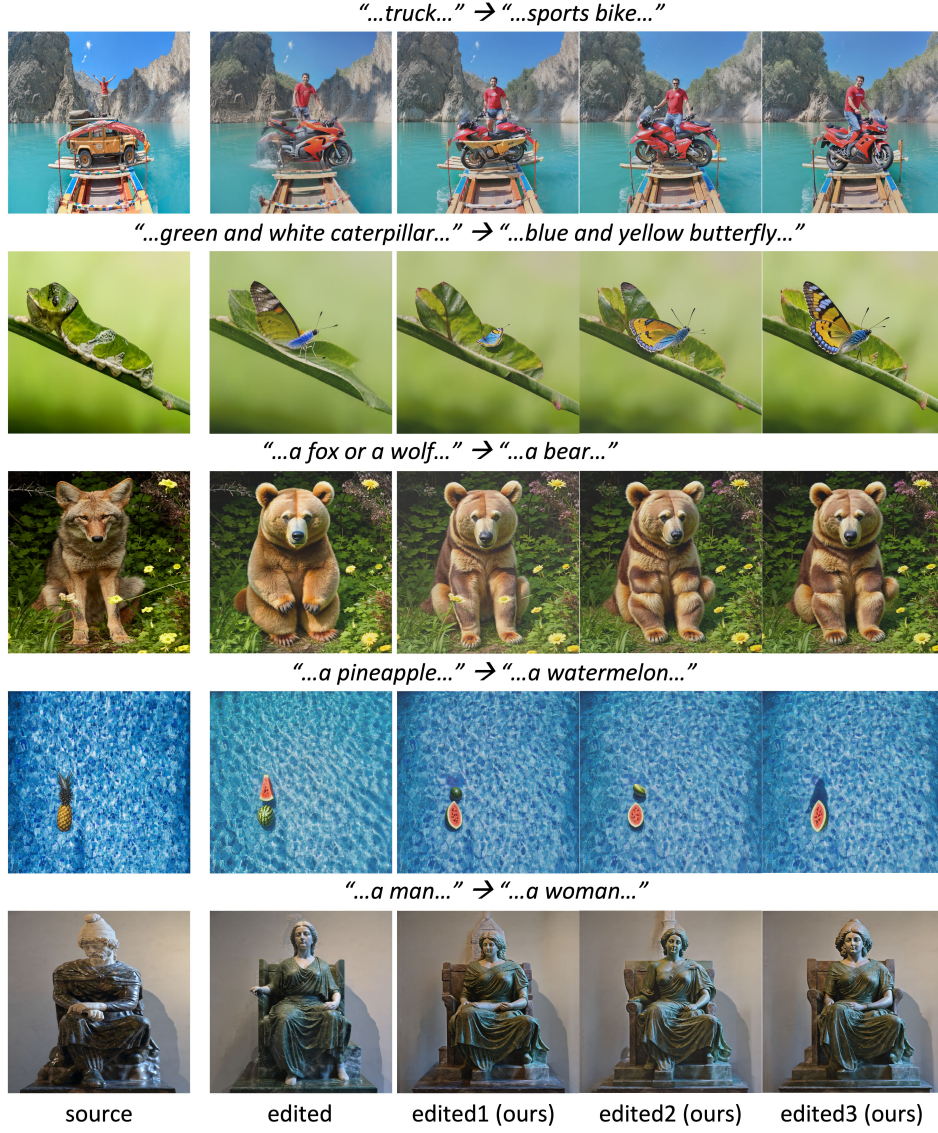 “...truck...” → “...sports bike...”
“...green and white caterpillar...” → “...blue and yellow butterfly...”
“...a fox or a wolf...” → “...a bear...”
“...a pineapple...” → “...a watermelon...”
“...a man...” → “...a woman...”
source edited edited1 (ours) edited2 (ours) edited3 (ours)